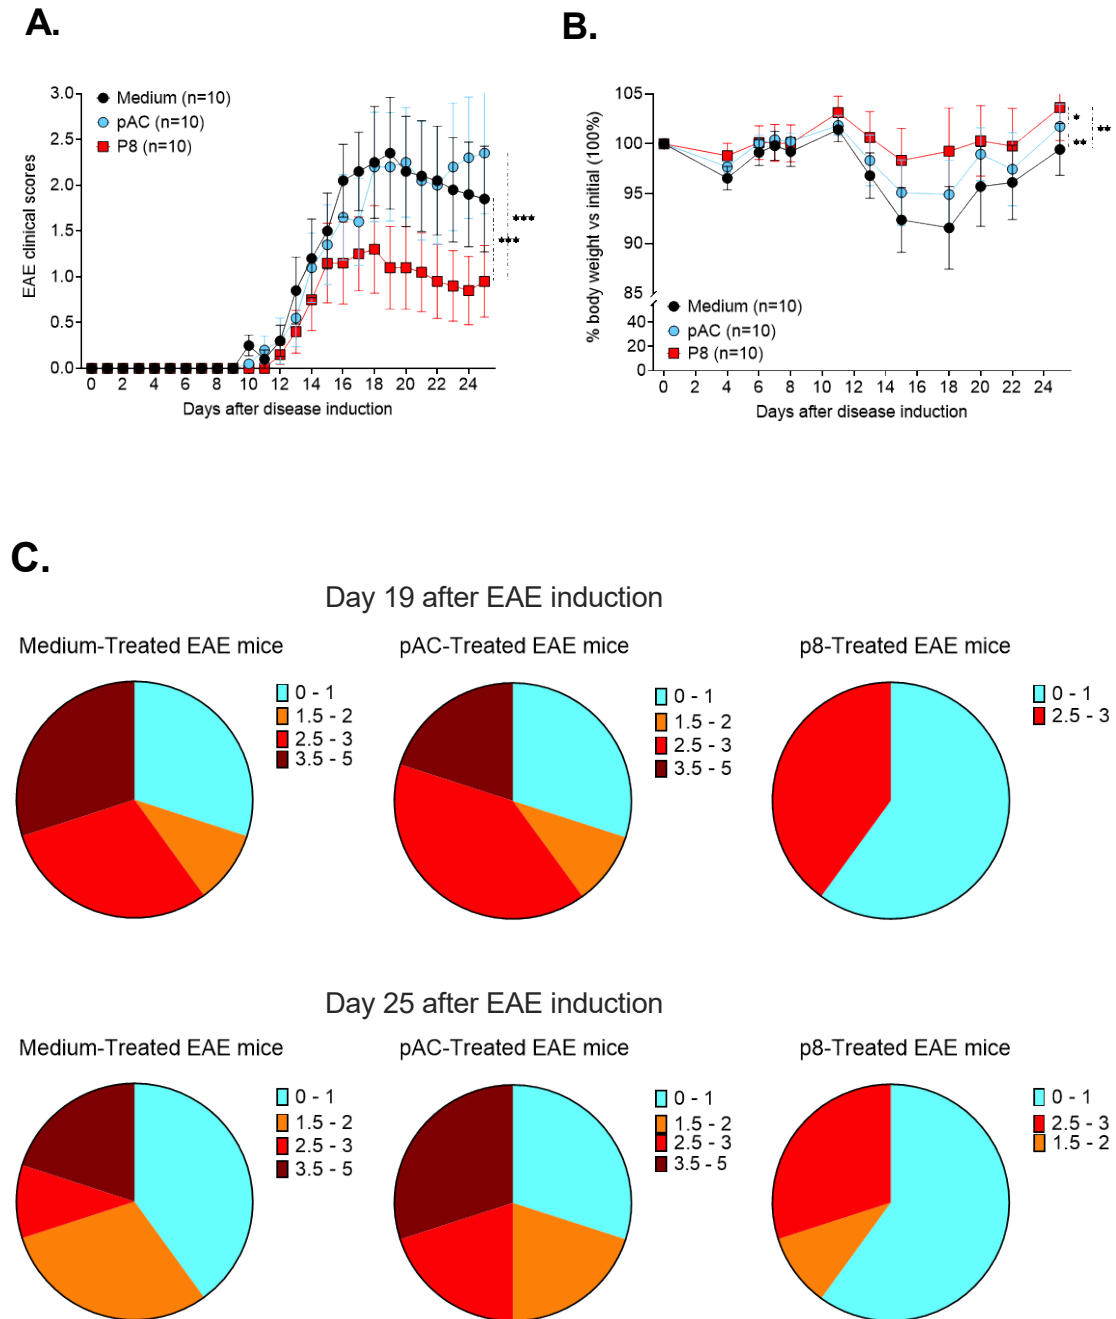 A.
B.
3.0
2.5
2.0
1.5
1.0
0.5
0.0
EAE clinical scores
Medium (n=10)
pAC (n=10)
P8 (n=10)
***
***
0 2 4 6 8 10 12 14 16 18 20 22 24
Days after disease induction
105
100
95
90
85
40
20
0
% body weight vs initial (100%)
*
**
**
Medium (n=10)
pAC (n=10)
P8 (n=10)
0 2 4 6 8 10 12 14 16 18 20 22 24
Days after disease induction
C.
Day 19 after EAE induction
Medium-Treated EAE mice
0 - 1
1.5 - 2
2.5 - 3
3.5 - 5
pAC-Treated EAE mice
0 - 1
1.5 - 2
2.5 - 3
3.5 - 5
p8-Treated EAE mice
0 - 1
2.5 - 3
Day 25 after EAE induction
Medium-Treated EAE mice
0 - 1
1.5 - 2
2.5 - 3
3.5 - 5
pAC-Treated EAE mice
0 - 1
1.5 - 2
2.5 - 3
3.5 - 5
p8-Treated EAE mice
0 - 1
2.5 - 3
1.5 - 2